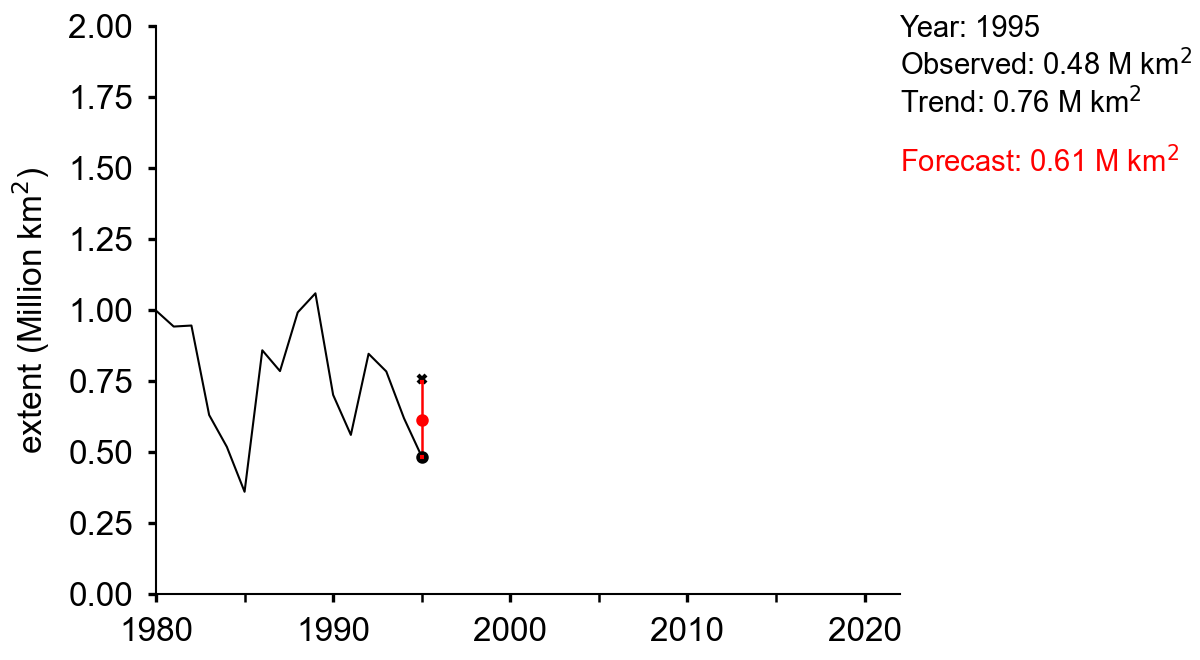 Year: 1995
Observed: 0.48 M km²
Trend: 0.76 M km²
Forecast: 0.61 M km²
extent (Million km²)
2.00
1.75
1.50
1.25
1.00
0.75
0.50
0.25
0.00
1980 1990 2000 2010 2020